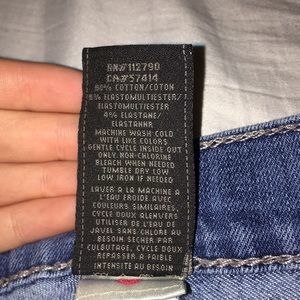 RN#112790
CA#57414
90% COTTON/COTON
6% ELASTOMULTIESTER/
ELASTOMULTIESTER
4% ELASTANE/
ELASTANHR
MACHINE WASH COLD
WITH LIKE COLORS
GENTLE CYCLE INSIDE OUT
ONLY NON-CHLORINE
BLEACH WHEN NEEDED
TUMBLE DRY LOW
LOW IRON IF NEEDED
LAVER A LA MACHINE A
L'EAU FROIDE AVEC
COULEURS SIMILAIRES,
CYCLE DOUX ALENVERS
UTILISER DE L'EAU DE
JAVEL SANS CHLORE AU
BESOIN SECHER PAR
CULBUTAGE, CYCLE DOUX
REPASSER A FAIBLE
INTENSITE AU BESOIN